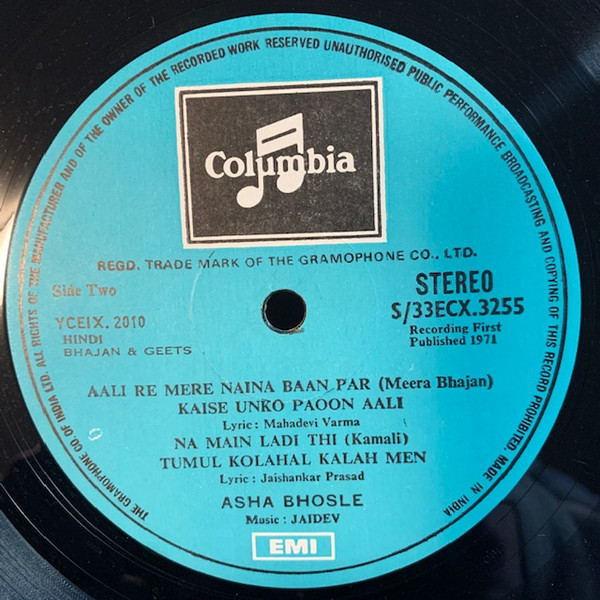 ALL RIGHTS OF THE MANUFACTURER AND OF THE OWNER OF THE RECORDED WORK RESERVED UNAUTHORISED PUBLIC PERFORMANCE BROADCASTING AND COPYING OF THIS RECORD PROHIBITED. MADE IN INDIA
THE GRAMOPHONE CO. OF INDIA LTD.
Columbia
REGD. TRADE MARK OF THE GRAMOPHONE CO., LTD.
Side Two
STEREO
S/33ECX.3255
YCEIX. 2010
Recording First
Published 1971
HINDI
BHAJAN & GEETS
AALI RE MERE NAINA BAAN PAR (Meera Bhajan)
KAISE UNKO PAOON AALI
Lyric : Mahadevi Varma
NA MAIN LADI THI (Kamali)
TUMUL KOLAHAL KALAH MEN
Lyric : Jaishankar Prasad
ASHA BHOSLE
Music : JAIDEV
EMI